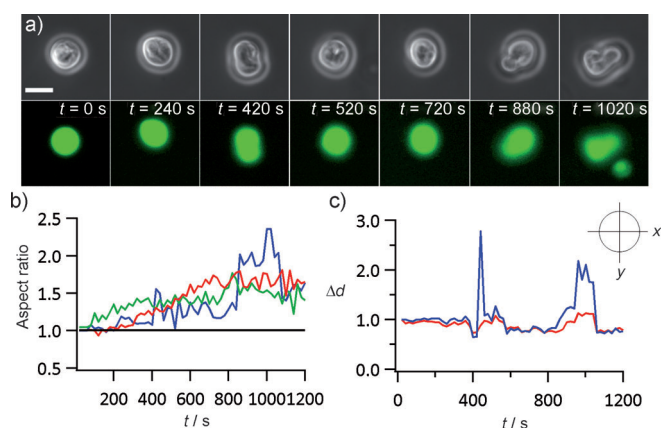 a)
t = 0 s t = 240 s t = 420 s t = 520 s t = 720 s t = 880 s t = 1020 s
b)
c)
2.5
2.0
1.5
1.0
0.5
Aspect ratio
200 400 600 800 1000 1200
t / s
3.0
2.0
1.0
0.0
Δd
0 400 800 1200
t / s
x
y